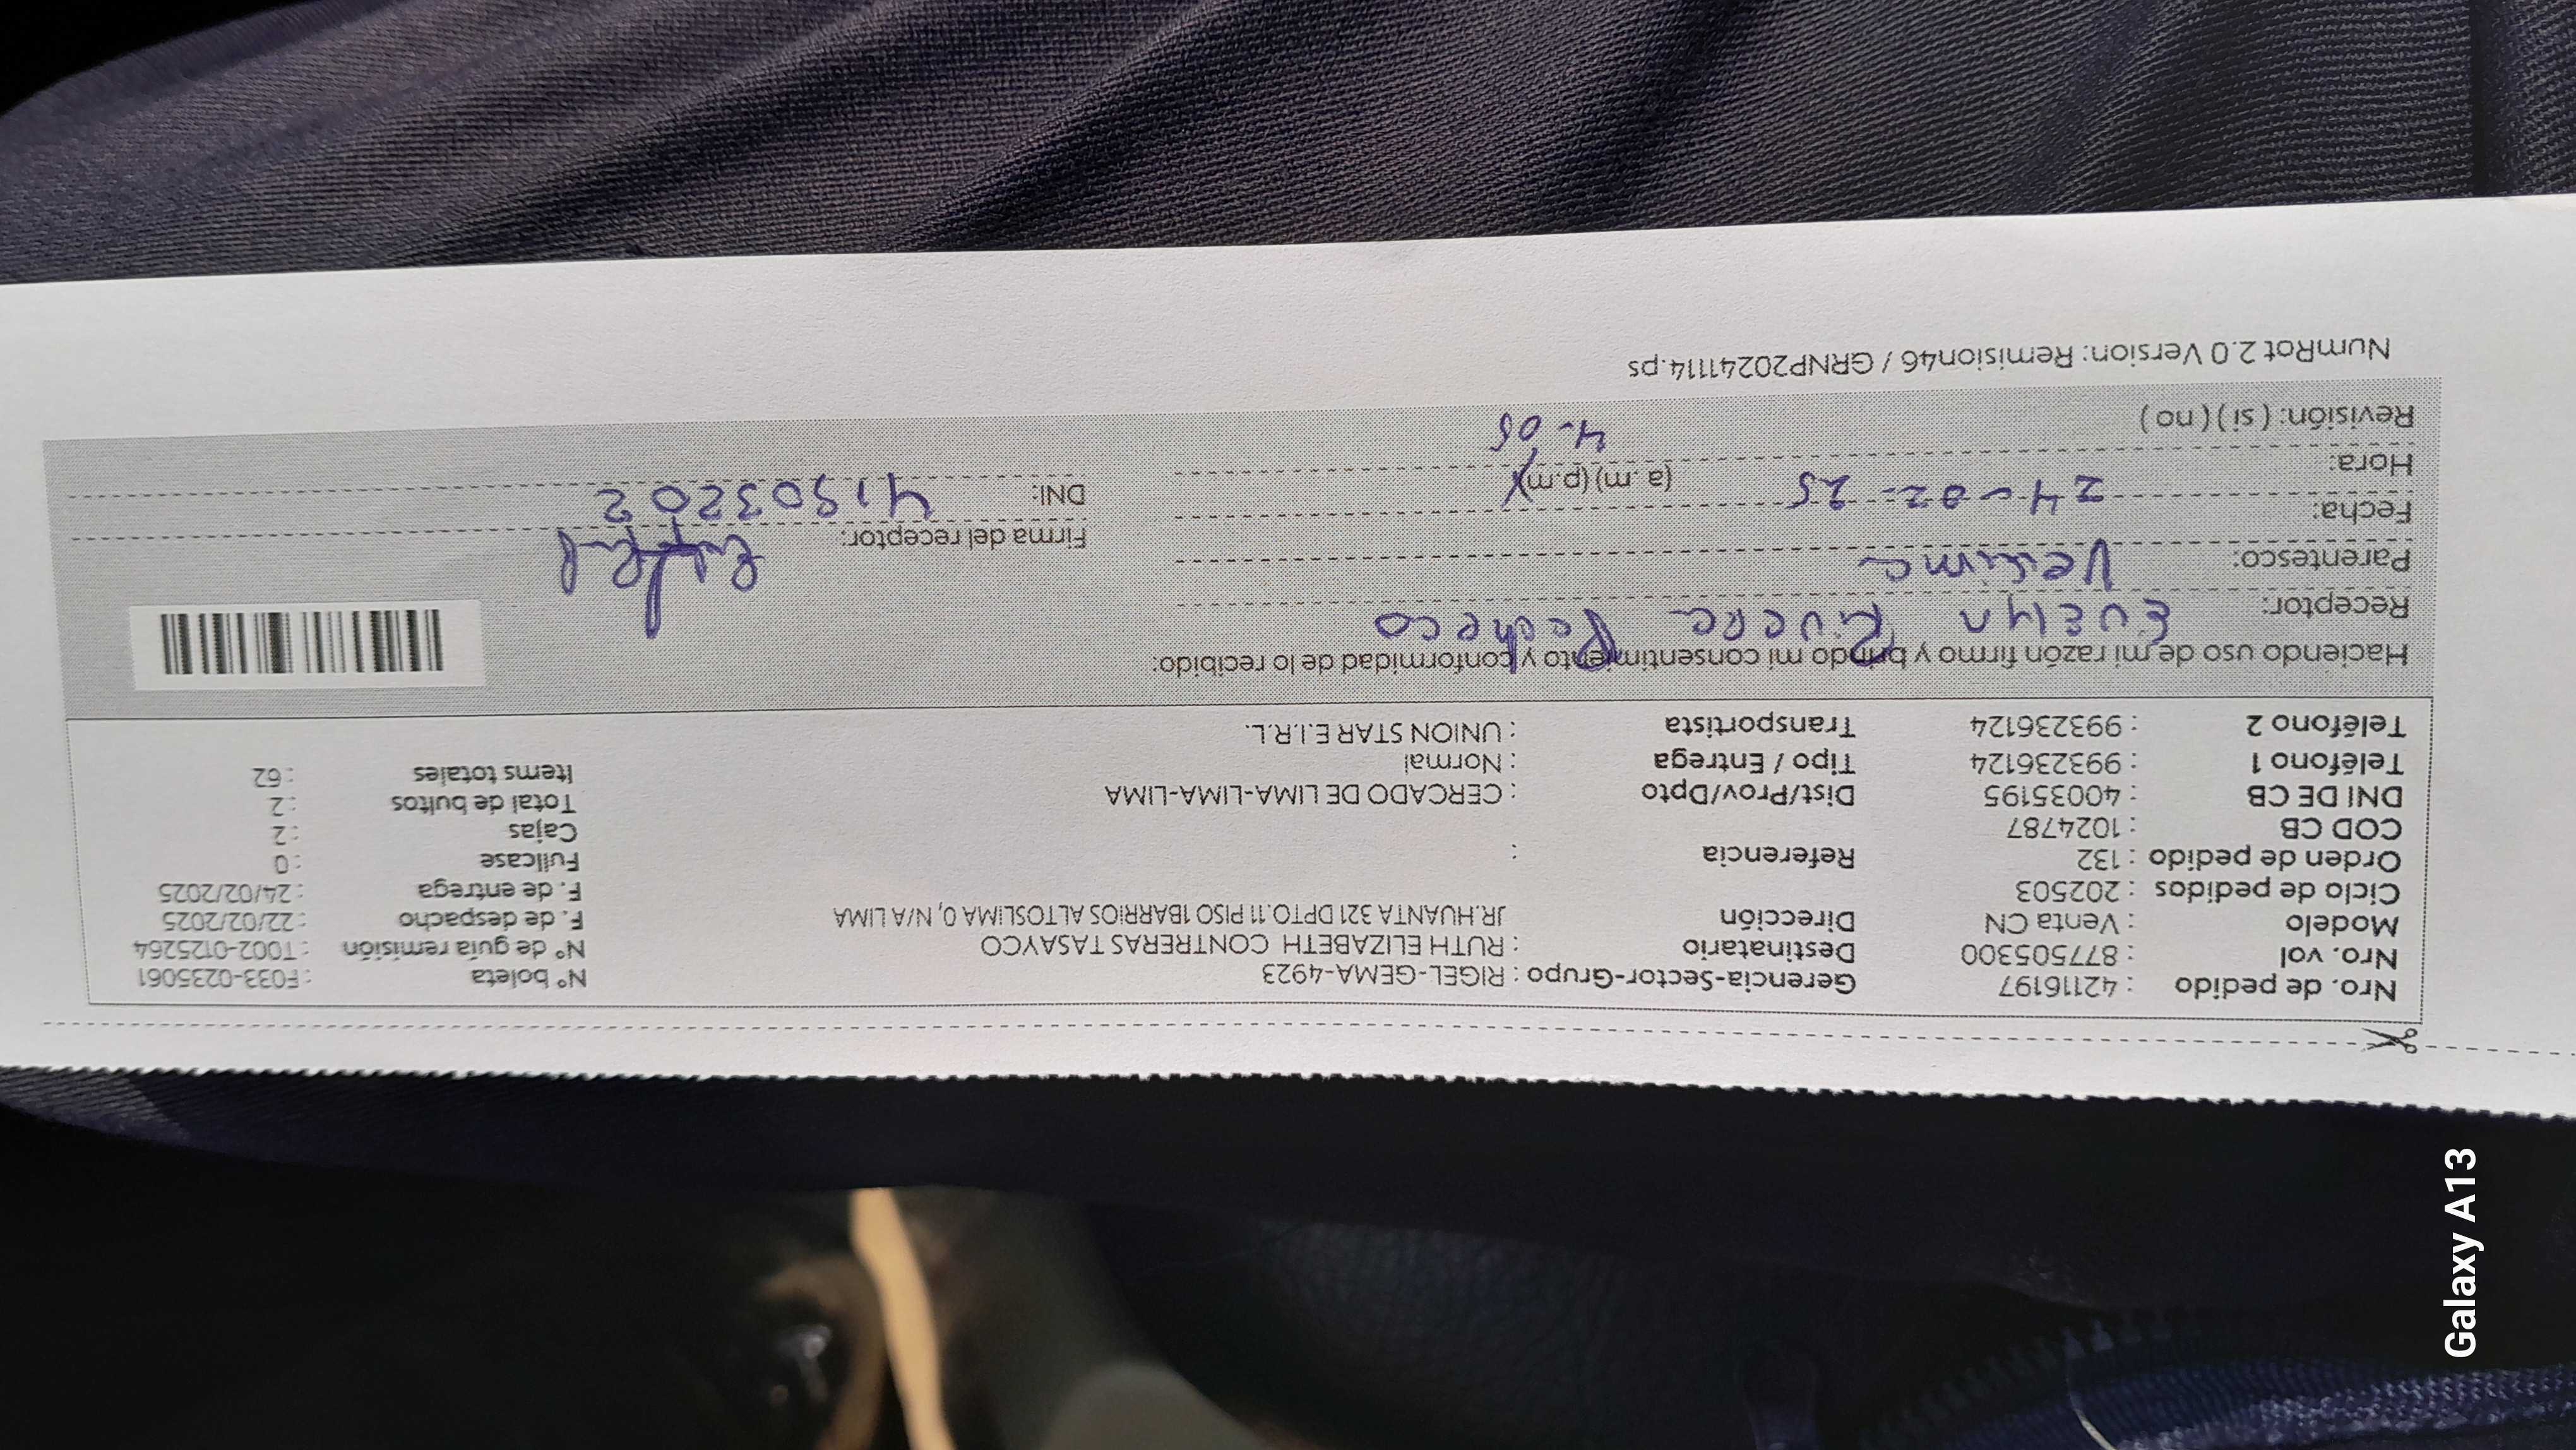 Nro. de pedido : 42116197 Gerencia-Sector-Grupo : RIGEL-GEMA-4923 N° boleta : F033-0235061
Nro. vol : 877505300 Destinatario : RUTH ELIZABETH CONTRERAS TASAYCO N° de guía remisión : T002-0125264
Modelo : Venta CN Dirección JR.HUANTA 321 DPTO.11 PISO 1BARRIOS ALTOSLIMA 0, N/A LIMA F. de despacho : 22/02/2025
Ciclo de pedidos : 202503 F. de entrega : 24/02/2025
Orden de pedido : 132 Referencia : Fullcase : 0
COD CB : 1024787 Cajas : 2
DNI DE CB : 40035195 Dist/Prov/Dpto : CERCADO DE LIMA-LIMA-LIMA Total de bultos : 2
Teléfono 1 : 993236124 Tipo / Entrega : Normal Items totales : 62
Teléfono 2 : 993236124 Transportista : UNION STAR E.I.R.L.
Haciendo uso de mi razón firmo y brindo mi consentimiento y conformidad de lo recibido:
Receptor: Evelyn Rivera Pacheco
Parentesco: Vecina Firma del receptor:
Fecha: 24-02-25 DNI: 41903202
Hora: (a.m) (p.m) 4-05
Revisión: ( si ) ( no )
NumRot 2.0 Version: Remision46 / GRNP20241114.ps
Galaxy A13